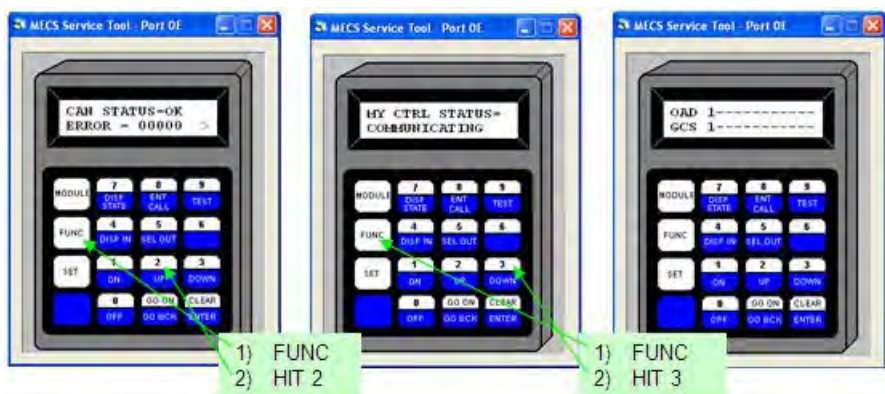 MECS Service Tool - Port OE
CAN STATUS=OK
ERROR - 00000 >
MODULE
7
DISP STATE
8
ENT CALL
9
TEST
FUNC
4
DISP IN
5
SEL OUT
6
SET
1
ON
2
UP
3
DOWN
0
OFF
GO ON
GO BCK
CLEAR
ENTER
1) FUNC
2) HIT 2
MECS Service Tool Port OE
MY CTRL STATUS=
COMMUNICATING
MODULE
7
DISP STATE
8
ENT CALL
9
TEST
FUNC
4
DISP IN
5
SEL OUT
6
SET
1
ON
2
UP
3
DOWN
0
OFF
GO ON
GO BCK
CLEAR
ENTER
1) FUNC
2) HIT 3
MECS Service Tool - Port OE
OAD 1-----------
GCS 1-----------
MODULE
7
DISP STATE
8
ENT CALL
9
TEST
FUNC
4
DISP IN
5
SEL OUT
6
SET
1
ON
2
UP
3
DOWN
0
OFF
GO ON
GO BCK
CLEAR
ENTER